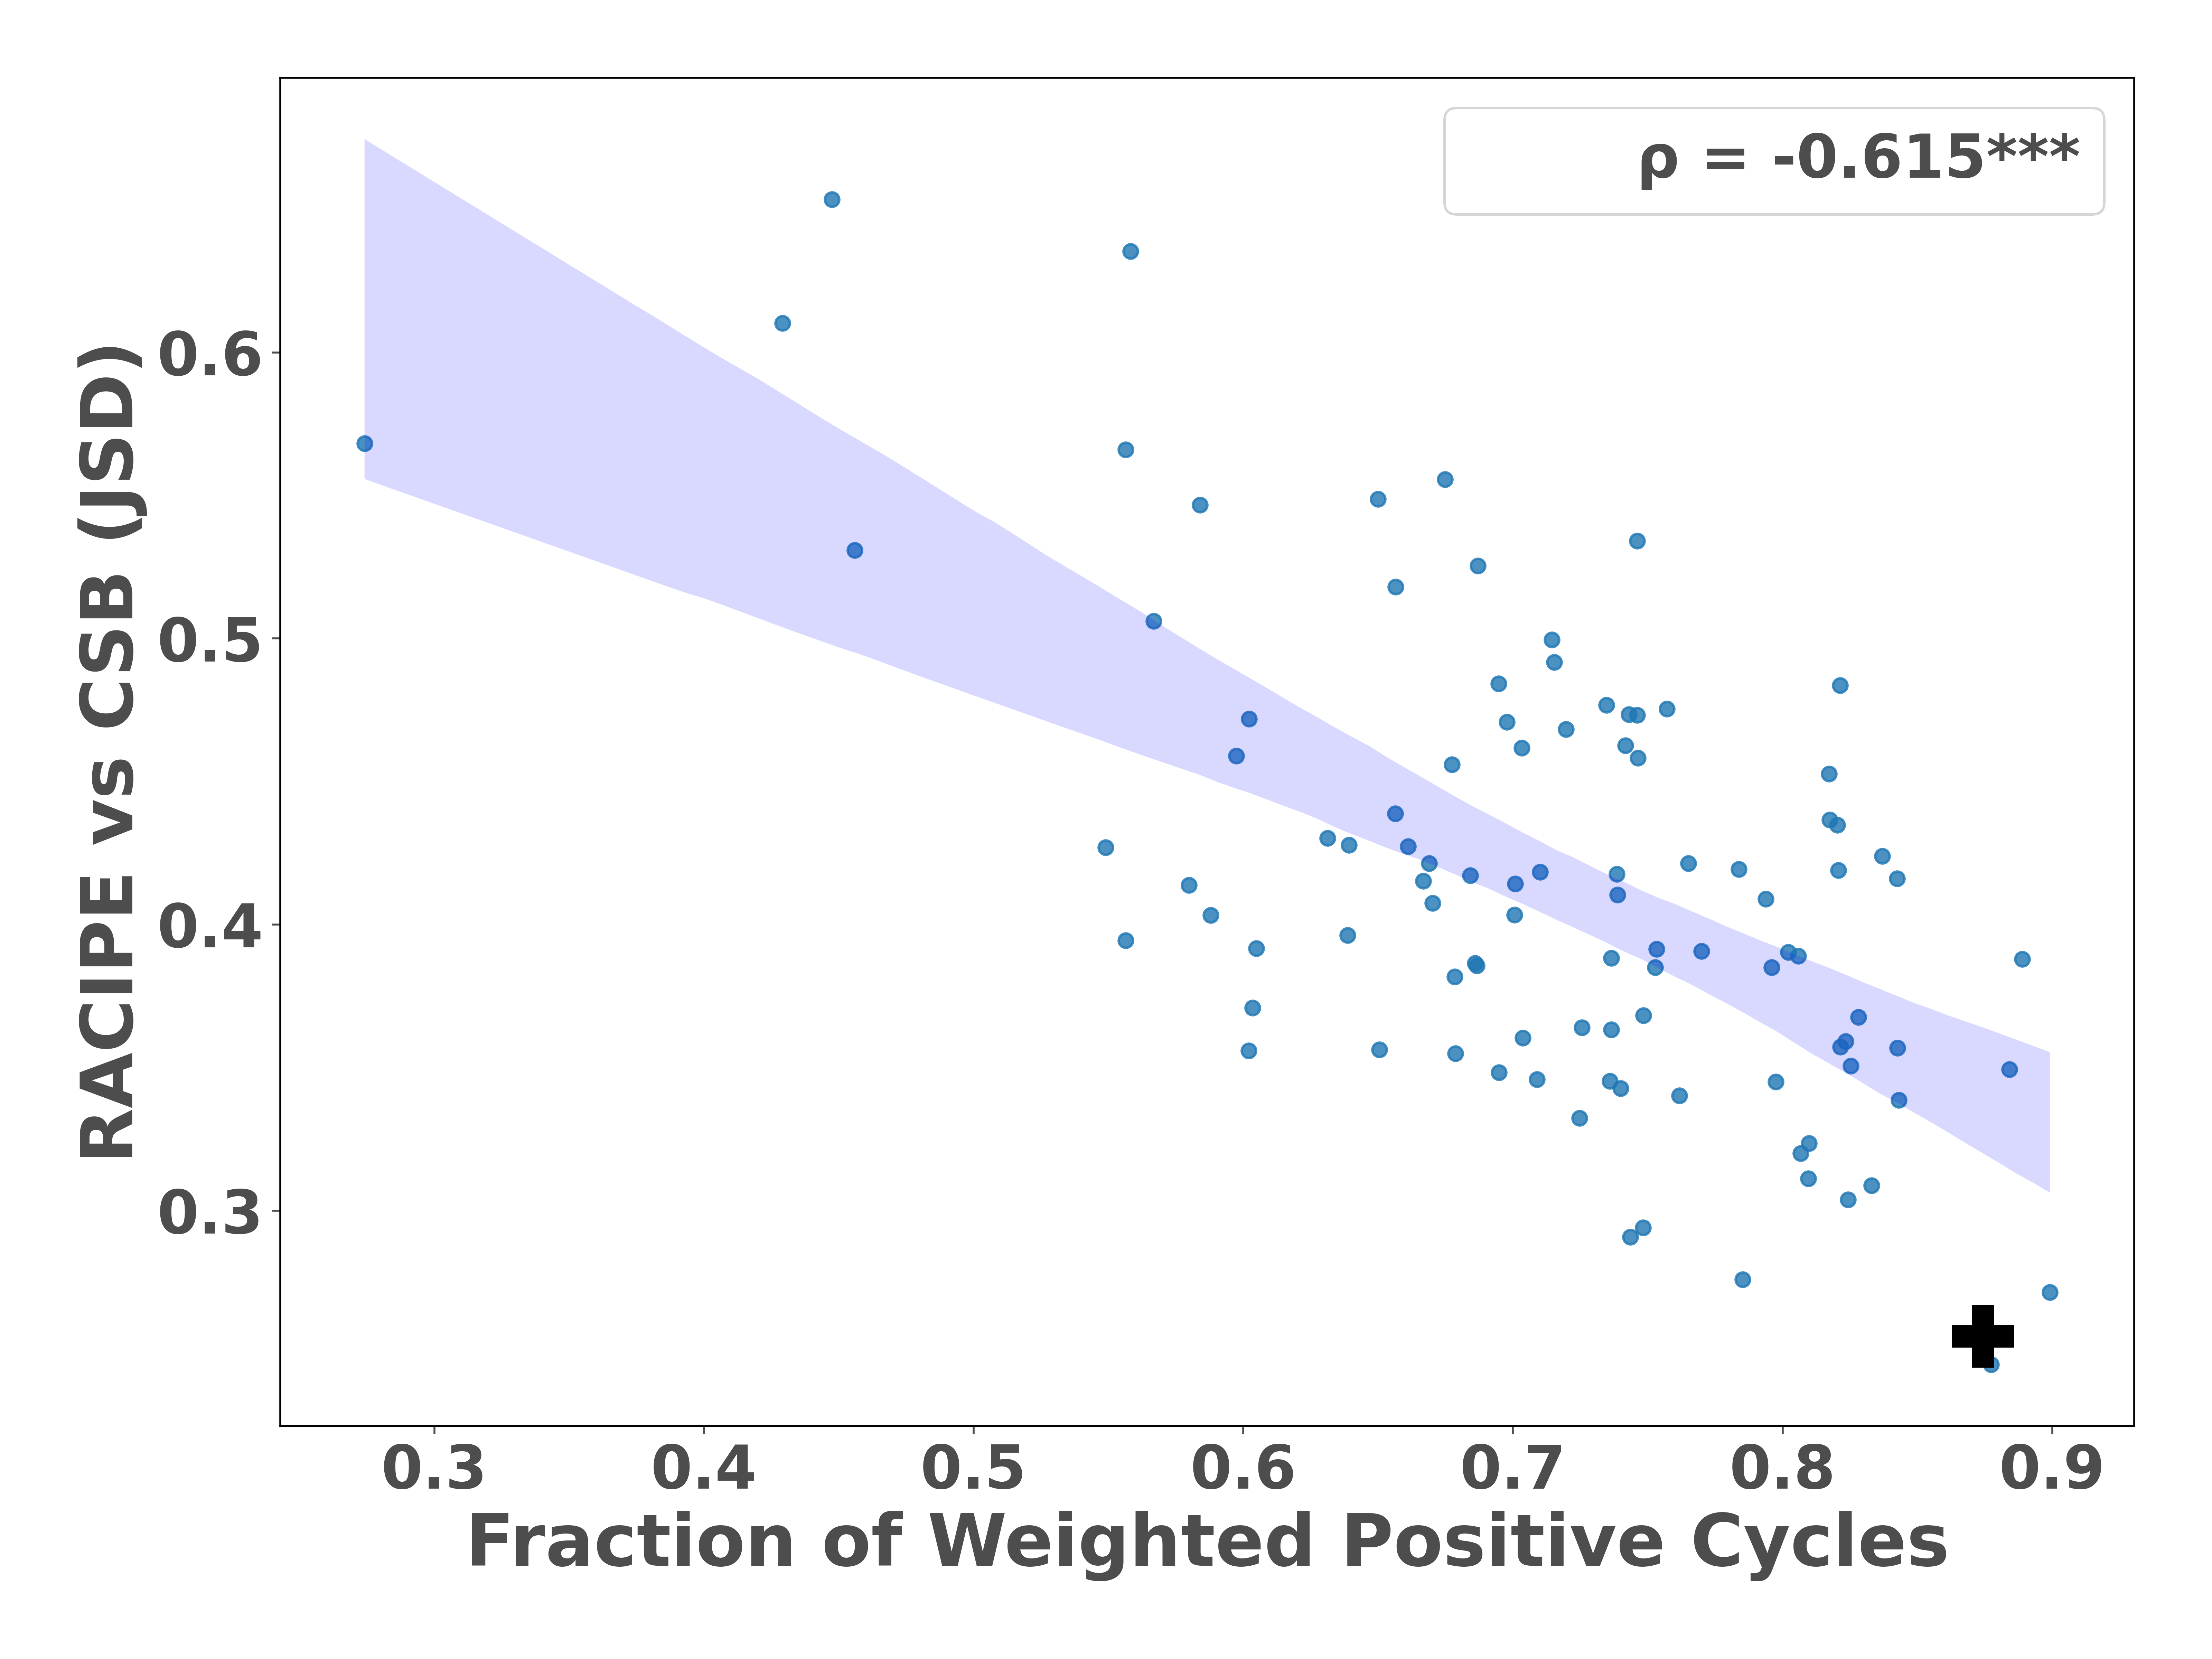 ρ = -0.615***
RACIPE vs CSB (JSD)
0.6
0.5
0.4
0.3
0.3 0.4 0.5 0.6 0.7 0.8 0.9
Fraction of Weighted Positive Cycles